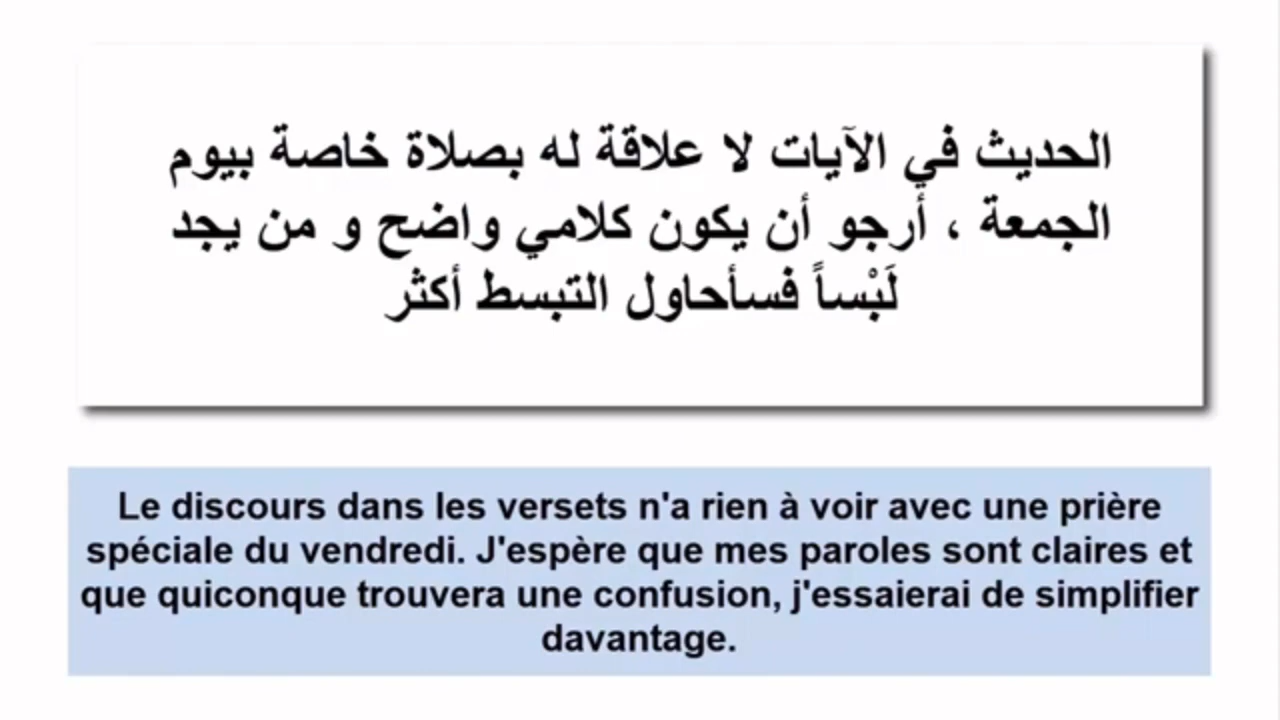 الحديث في الآيات لا علاقة له بصلاة خاصة بيوم
الجمعة ، أرجو أن يكون كلامي واضح و من يجد
لَبْساً فسأحاول التبسط أكثر
Le discours dans les versets n'a rien à voir avec une prière
spéciale du vendredi. J'espère que mes paroles sont claires et
que quiconque trouvera une confusion, j'essaierai de simplifier
davantage.